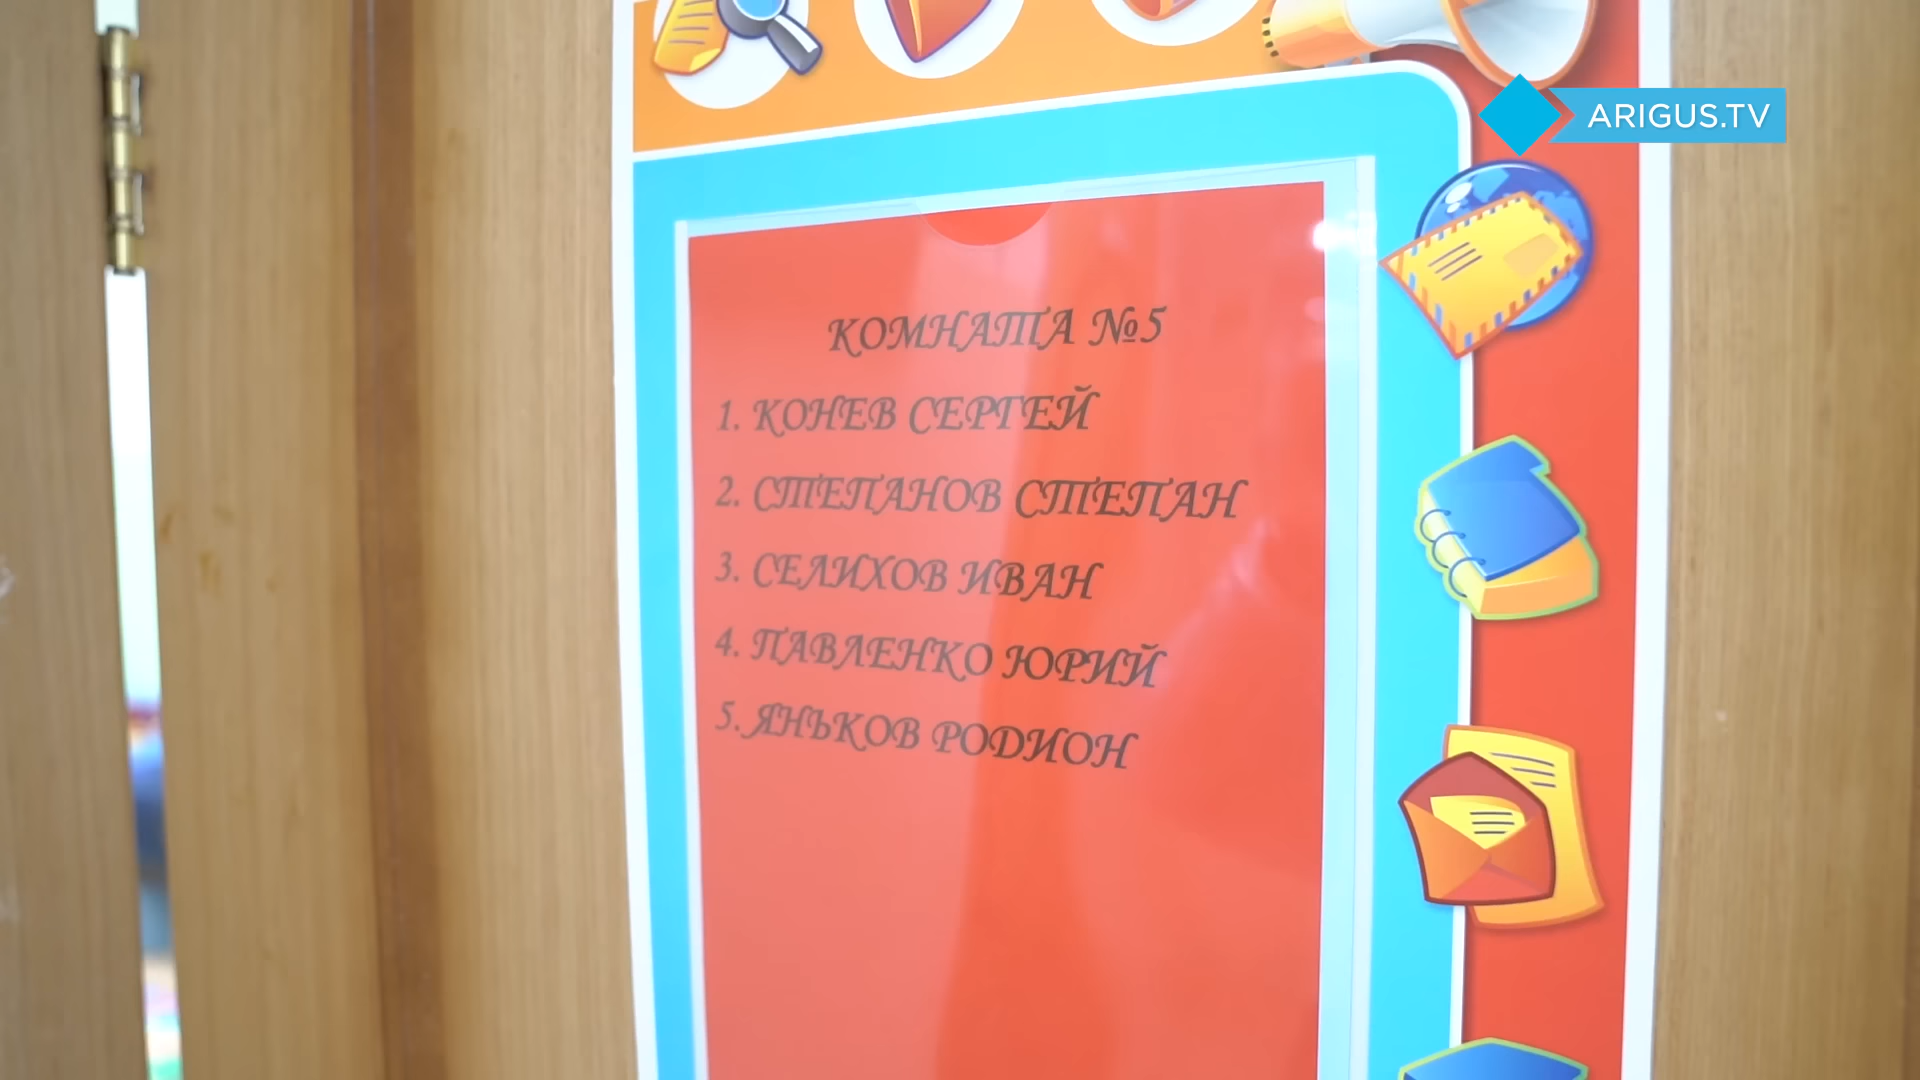 ARIGUS.TV
КОМНАТА №5
1. КОНЕВ СЕРГЕЙ
2. СТЕПАНОВ СТЕПАН
3. СЕЛИХОВ ИВАН
4. ПАВЛЕНКО ЮРИЙ
5. ЯНЬКОВ РОДИОН